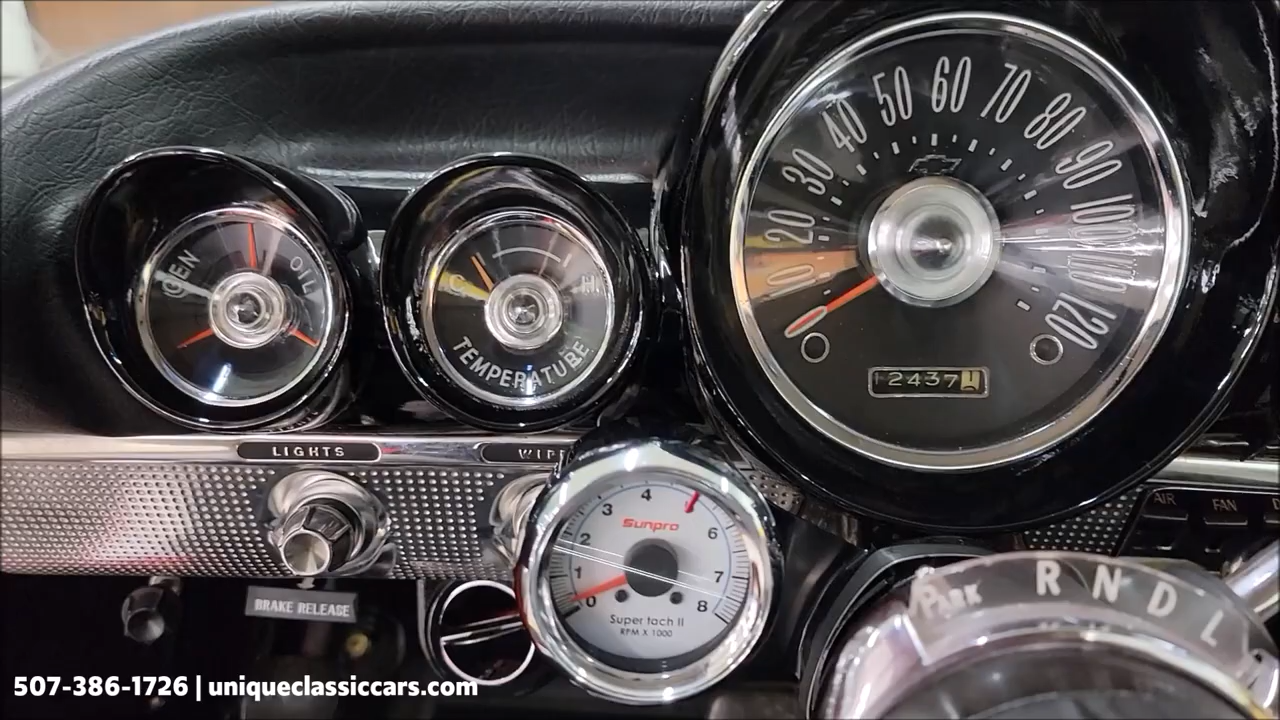 10 20 30 40 50 60 70 80 90 100 110 120
GEN OIL
C H
TEMPERATURE
12437
LIGHTS
WIP
AIR FAN
3 4 6
Sunpro
2
1 7
0 8
Super tach II
RPM X 1000
BRAKE RELEASE
PARK R N D L
507-386-1726 | uniqueclassiccars.com